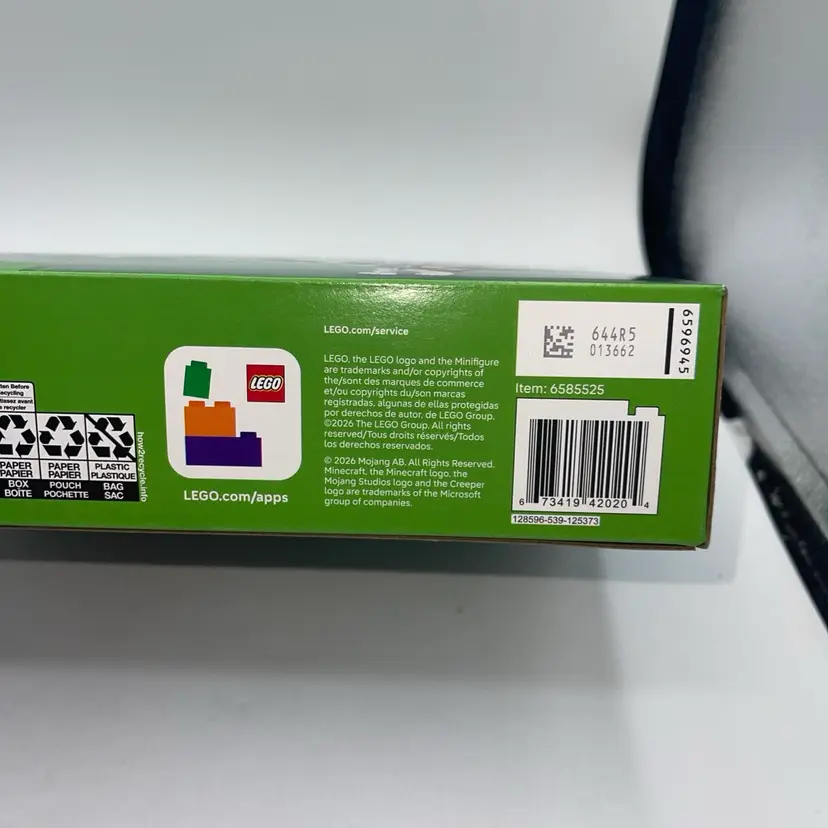 ten Before
ecycling
tissez avant
e recycler
PAPER
PAPIER
BOX
BOÎTE
PAPER
PAPIER
POUCH
POCHETTE
PLASTIC
PLASTIQUE
BAG
SAC
how2recycle.info
LEGO
LEGO.com/apps
LEGO.com/service
LEGO, the LEGO logo and the Minifigure
are trademarks and/or copyrights of
the/sont des marques de commerce
et/ou copyrights du/son marcas
registradas, algunas de ellas protegidas
por derechos de autor, de LEGO Group.
©2026 The LEGO Group. All rights
reserved/Tous droits réservés/Todos
los derechos reservados.
© 2026 Mojang AB. All Rights Reserved.
Minecraft, the Minecraft logo, the
Mojang Studios logo and the Creeper
logo are trademarks of the Microsoft
group of companies.
644R5
013662
6596945
Item: 6585525
6 73419 42020 4
128596-539-125373